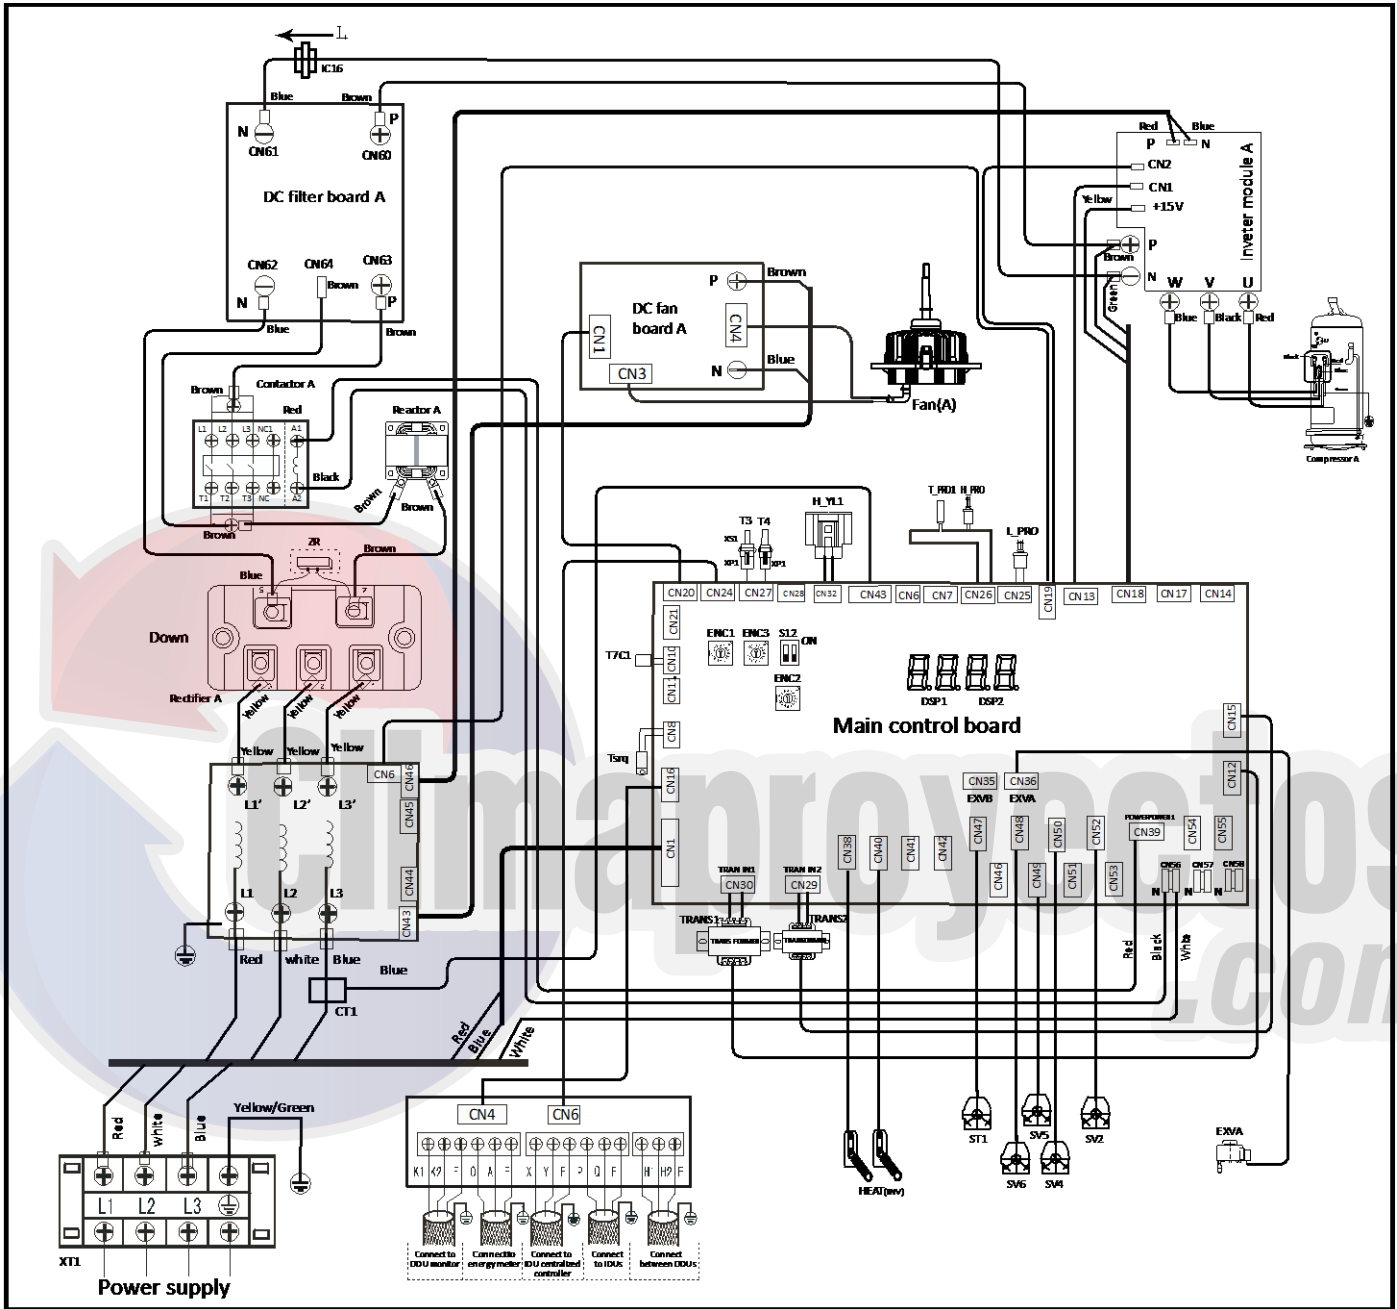 L
IC16
Blue
Brown
N
P
CN61
CN60
DC filter board A
CN62
CN64
CN63
Brown
N
P
Blue
Brown
Red
Blue
P
N
CN2
CN1
Yellow
+15V
Inveter module A
P
Brown
N
Green
W
V
U
Blue
Black
Red
Compressor A
P
Brown
DC fan
board A
CN1
CN4
CN3
N
Blue
Fan(A)
Brown
Contactor A
Red
L1
L2
L3
NC1
A1
T1
T2
T3
NC
A2
Black
Brown
Reactor A
Brown
Brown
Brown
ZR
Blue
Down
Rectifier A
Yellow
Yellow
Yellow
Yellow
Yellow
Yellow
L1'
L2'
L3'
CN6
CN46
CN45
CN44
CN43
L1
L2
L3
Red
white
Blue
Blue
CT1
T3
T4
XS1
XP1
XP1
H_YL1
T_PRO1
H_PRO
L_PRO
CN20
CN24
CN27
CN28
CN32
CN43
CN6
CN7
CN26
CN25
CN19
CN13
CN18
CN17
CN14
CN21
ENC1
ENC3
S12
ON
ENC2
T7C1
CN10
CN11
CN8
Tsrq
CN16
CN1
DSP1
DSP2
Main control board
CN15
CN12
CN35
EXVB
CN36
EXVA
POWERPOWER1
CN39
CN38
CN40
CN41
CN42
CN47
CN48
CN50
CN52
CN54
CN55
CN46
CN49
CN51
CN53
CN56
CN57
CN58
N
N
N
TRAN IN1
CN30
TRAN IN2
CN29
TRANS1
TRANS FORMER
TRANS2
TRANSFORMER
Red
Black
White
Red
Blue
White
Climaproyectos
.com
Red
white
Blue
Yellow/Green
L1
L2
L3
XT1
Power supply
CN4
CN6
K1
K2
E
O
A
E
X
Y
E
P
Q
E
H1
H2
E
Connect to
ODU monitor
Connect to
energy meter
Connect to
IDU centralized
controller
Connect
to IDUs
Connect
between ODUs
HEAT(mv)
ST1
SV6
SV5
SV4
SV2
EXVA